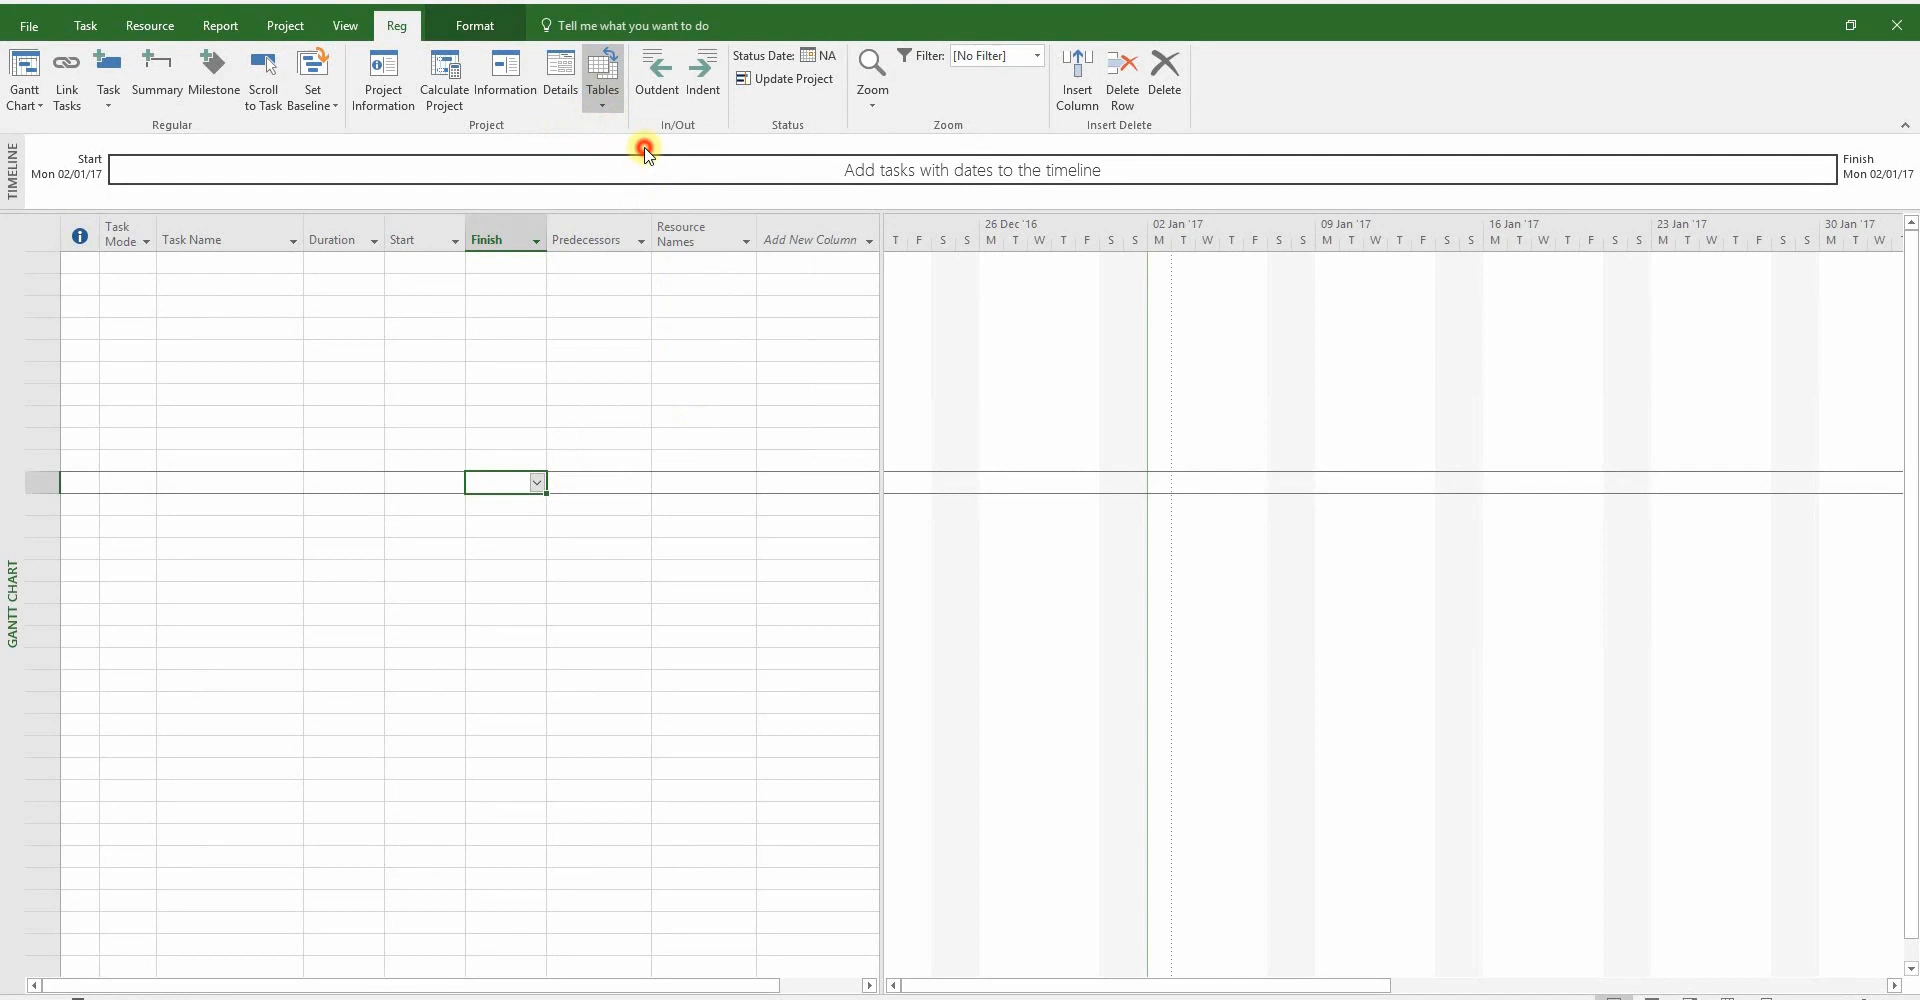 File Task Resource Report Project View Reg Format Tell me what you want to do
Gantt Chart
Link Tasks
Task
Summary
Milestone
Scroll to Task
Set Baseline
Regular
Project Information
Calculate Project
Information
Details
Tables
Project
Outdent
Indent
In/Out
Status Date: NA
Update Project
Status
Zoom
Filter: [No Filter]
Zoom
Insert Column
Delete Row
Delete
Insert Delete
TIMELINE
Start
Mon 02/01/17
Add tasks with dates to the timeline
Finish
Mon 02/01/17
Task Mode
Task Name
Duration
Start
Finish
Predecessors
Resource Names
Add New Column
26 Dec '16 02 Jan '17 09 Jan '17 16 Jan '17 23 Jan '17 30 Jan '17
T F S S M T W T F S S M T W T F S S M T W T F S S M T W T F S S M T W T F S S M T W
GANTT CHART